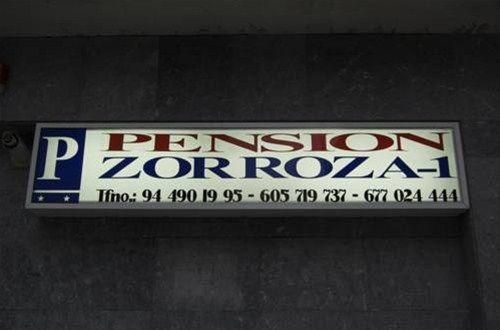 P
PENSION
ZORROZA-1
Tfno.: 94 490 19 95 - 605 719 737 - 677 024 444